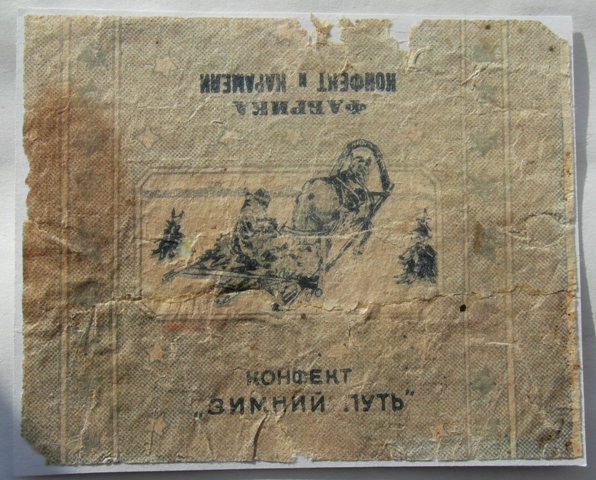 ФАБРИКА
КОНФЕКТ и КАРАМЕЛИ
КОНФЕКТ
„ЗИМНИЙ ПУТЬ"